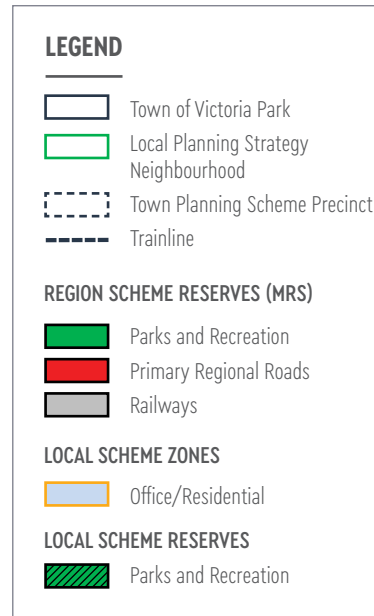 LEGEND
Town of Victoria Park
Local Planning Strategy
Neighbourhood
Town Planning Scheme Precinct
Trainline
REGION SCHEME RESERVES (MRS)
Parks and Recreation
Primary Regional Roads
Railways
LOCAL SCHEME ZONES
Office/Residential
LOCAL SCHEME RESERVES
Parks and Recreation